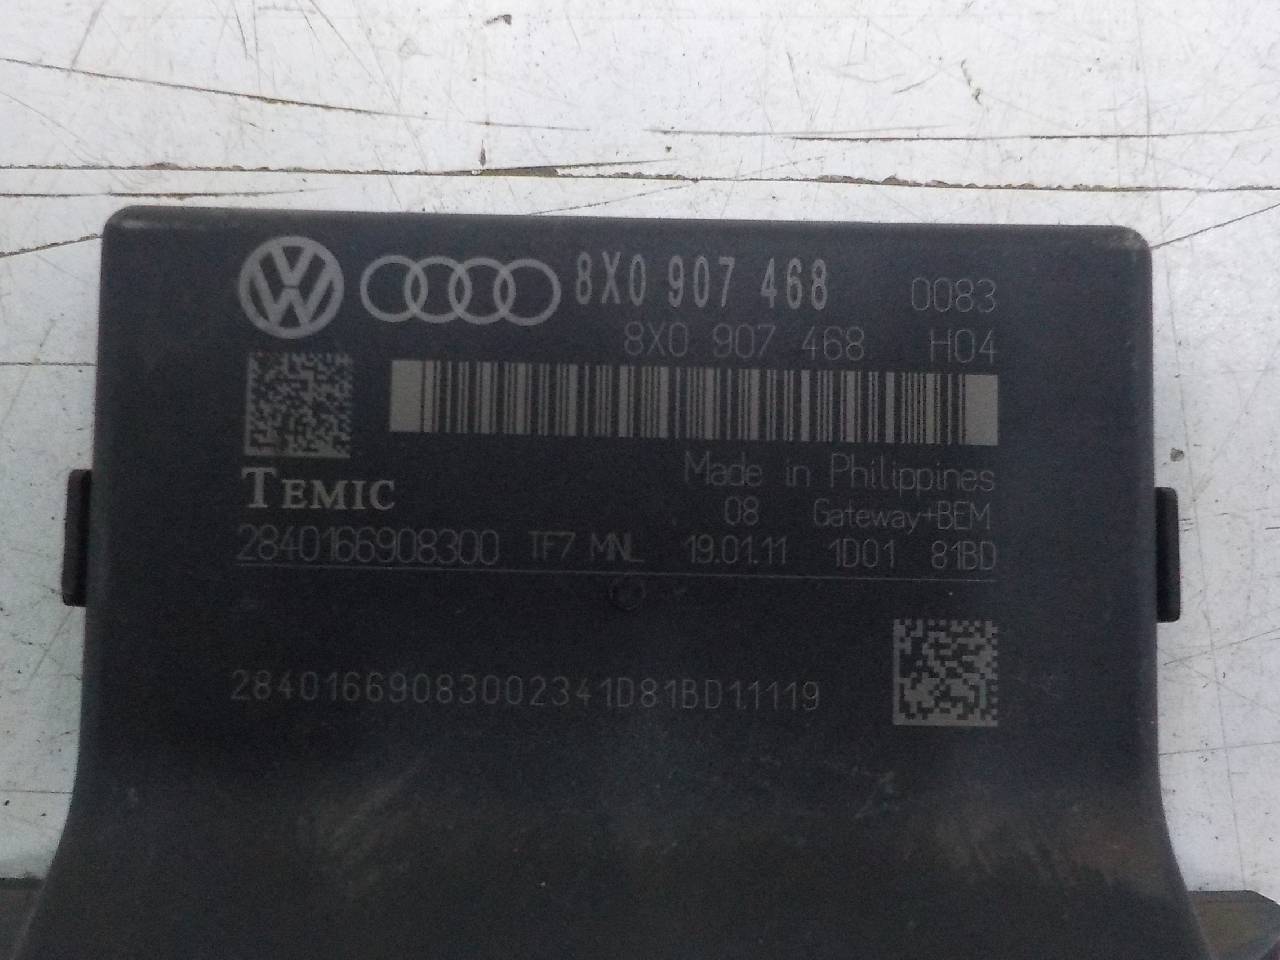 8X0 907 468 0083
8X0 907 468 H04
Made in Philippines
TEMIC
08 Gateway+BEM
2840166908300 TF7 MNL 19.01.11 1D01 81BD
28401669083002341D81BD11119